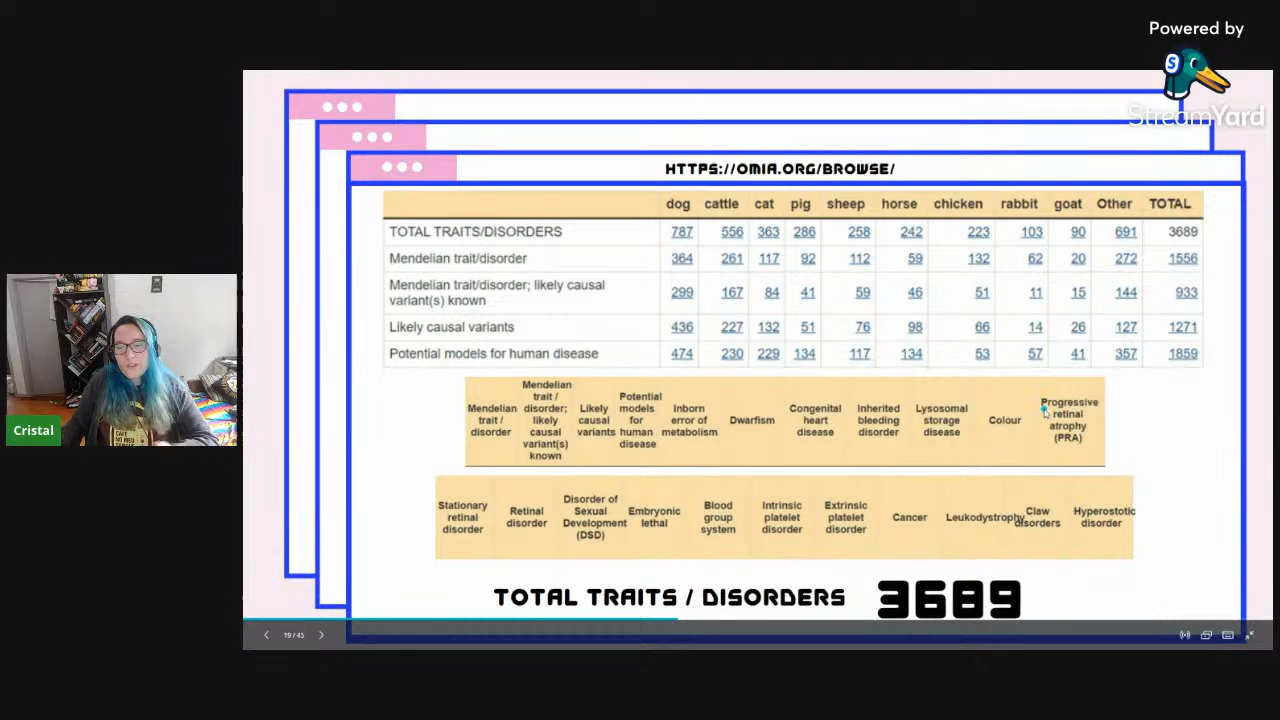 Powered by
S
StreamYard
HTTPS://OMIA.ORG/BROWSE/
dog cattle cat pig sheep horse chicken rabbit goat Other TOTAL
TOTAL TRAITS/DISORDERS 787 556 363 286 258 242 223 103 90 691 3689
Mendelian trait/disorder 364 261 117 92 112 59 132 62 20 272 1556
Mendelian trait/disorder; likely causal
variant(s) known 299 167 84 41 59 46 51 11 15 144 933
Likely causal variants 436 227 132 51 76 98 66 14 26 127 1271
Potential models for human disease 474 230 229 134 117 134 53 57 41 357 1859
Mendelian
trait /
disorder
Mendelian
trait /
disorder;
likely
causal
variant(s)
known
Likely
causal
variants
Potential
models
for
human
disease
Inborn
error of
metabolism
Dwarfism
Congenital
heart
disease
Inherited
bleeding
disorder
Lysosomal
storage
disease
Colour
Progressive
retinal
atrophy
(PRA)
Stationary
retinal
disorder
Retinal
disorder
Disorder of
Sexual
Development
(DSD)
Embryonic
lethal
Blood
group
system
Intrinsic
platelet
disorder
Extrinsic
platelet
disorder
Cancer
Leukodystrophy
Claw
disorders
Hyperostotic
disorder
TOTAL TRAITS / DISORDERS 3689
19 / 45
Cristal